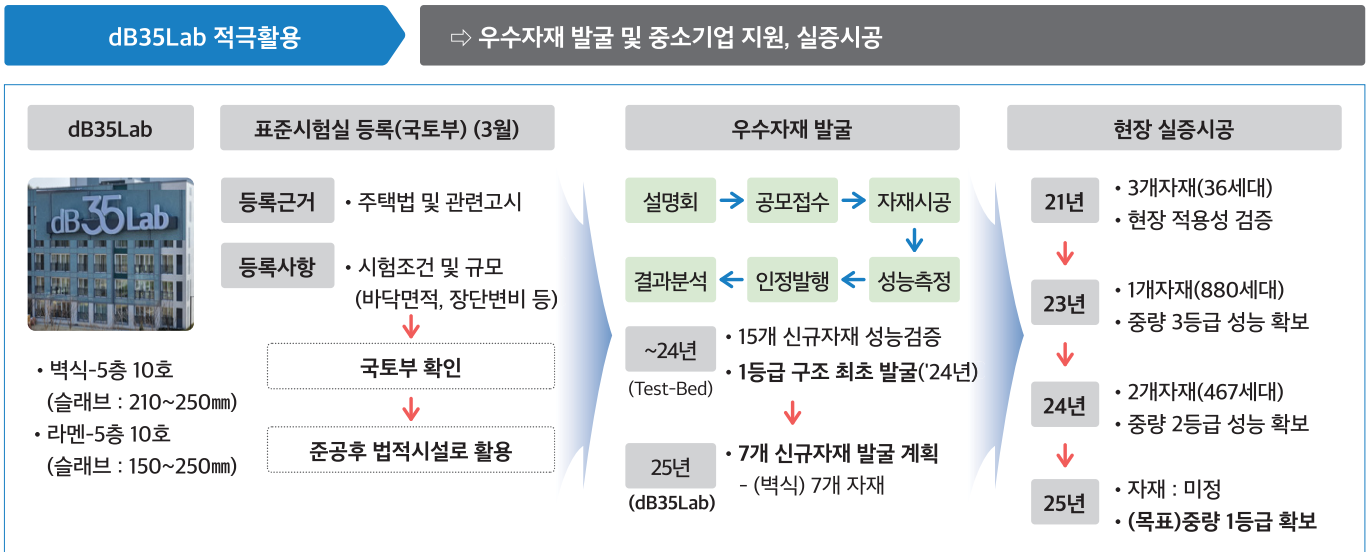 dB35Lab 적극활용
⇨ 우수자재 발굴 및 중소기업 지원, 실증시공
dB35Lab
dB35Lab
• 벽식-5층 10호
(슬래브 : 210~250㎜)
• 라멘-5층 10호
(슬래브 : 150~250㎜)
표준시험실 등록(국토부) (3월)
등록근거
• 주택법 및 관련고시
등록사항
• 시험조건 및 규모
(바닥면적, 장단변비 등)
국토부 확인
준공후 법적시설로 활용
우수자재 발굴
설명회 → 공모접수 → 자재시공
결과분석 ← 인정발행 ← 성능측정
~24년
(Test-Bed)
• 15개 신규자재 성능검증
• 1등급 구조 최초 발굴('24년)
25년
(dB35Lab)
• 7개 신규자재 발굴 계획
- (벽식) 7개 자재
현장 실증시공
21년
• 3개자재(36세대)
• 현장 적용성 검증
23년
• 1개자재(880세대)
• 중량 3등급 성능 확보
24년
• 2개자재(467세대)
• 중량 2등급 성능 확보
25년
• 자재 : 미정
• (목표)중량 1등급 확보